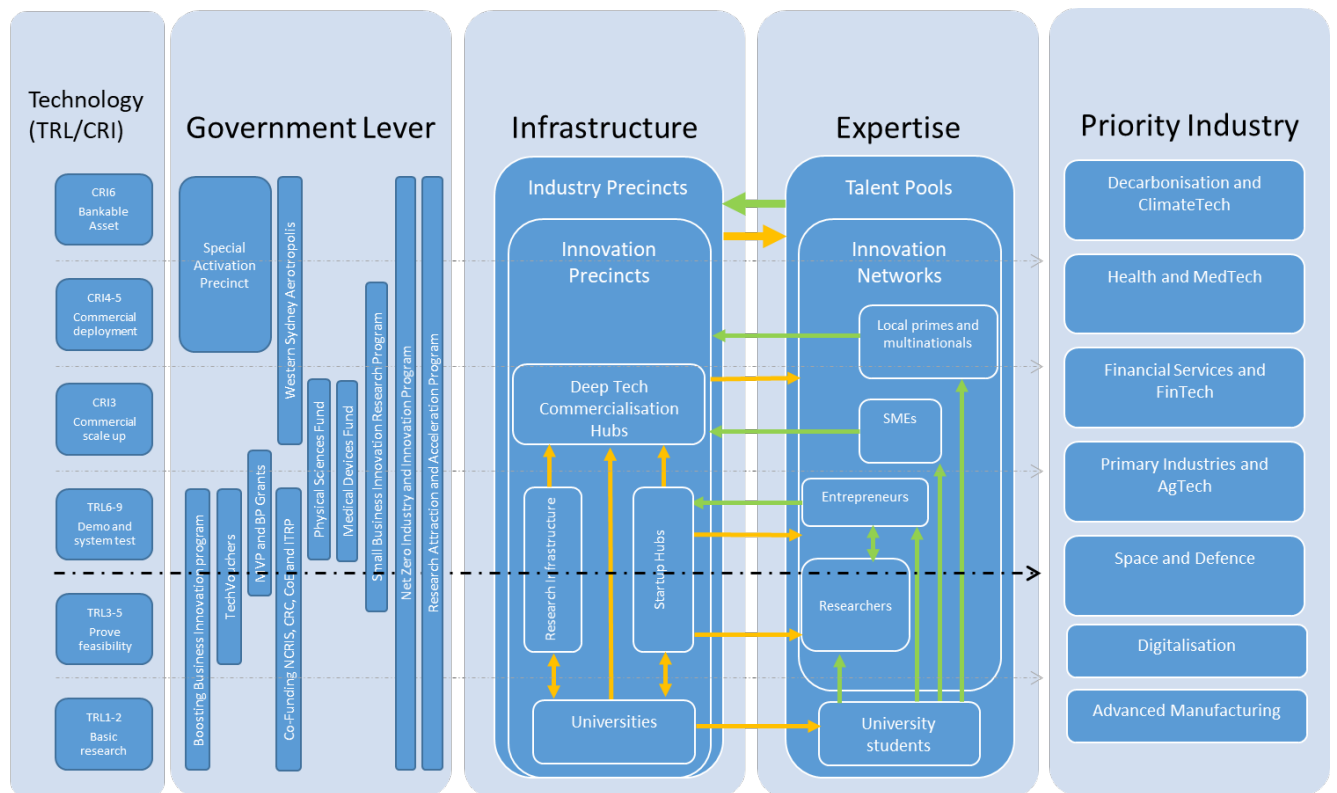 Technology
(TRL/CRI)
Government Lever
Infrastructure
Expertise
Priority Industry
CRI6
Bankable
Asset
CRI4-5
Commercial
deployment
CRI3
Commercial
scale up
TRL6-9
Demo and
system test
TRL3-5
Prove
feasibility
TRL1-2
Basic
research
Special
Activation
Precinct
Boosting Business Innovation program
TechVouchers
MVP and BP Grants
Co-Funding NCRIS, CRC, CoE and ITRP
Western Sydney Aerotropolis
Physical Sciences Fund
Medical Devices Fund
Small Business Innovation Research Program
Net Zero Industry and Innovation Program
Research Attraction and Acceleration Program
Industry Precincts
Innovation
Precincts
Deep Tech
Commercialisation
Hubs
Research Infrastructure
Startup Hubs
Universities
Talent Pools
Innovation
Networks
Local primes and
multinationals
SMEs
Entrepreneurs
Researchers
University
students
Decarbonisation and
ClimateTech
Health and MedTech
Financial Services and
FinTech
Primary Industries and
AgTech
Space and Defence
Digitalisation
Advanced Manufacturing